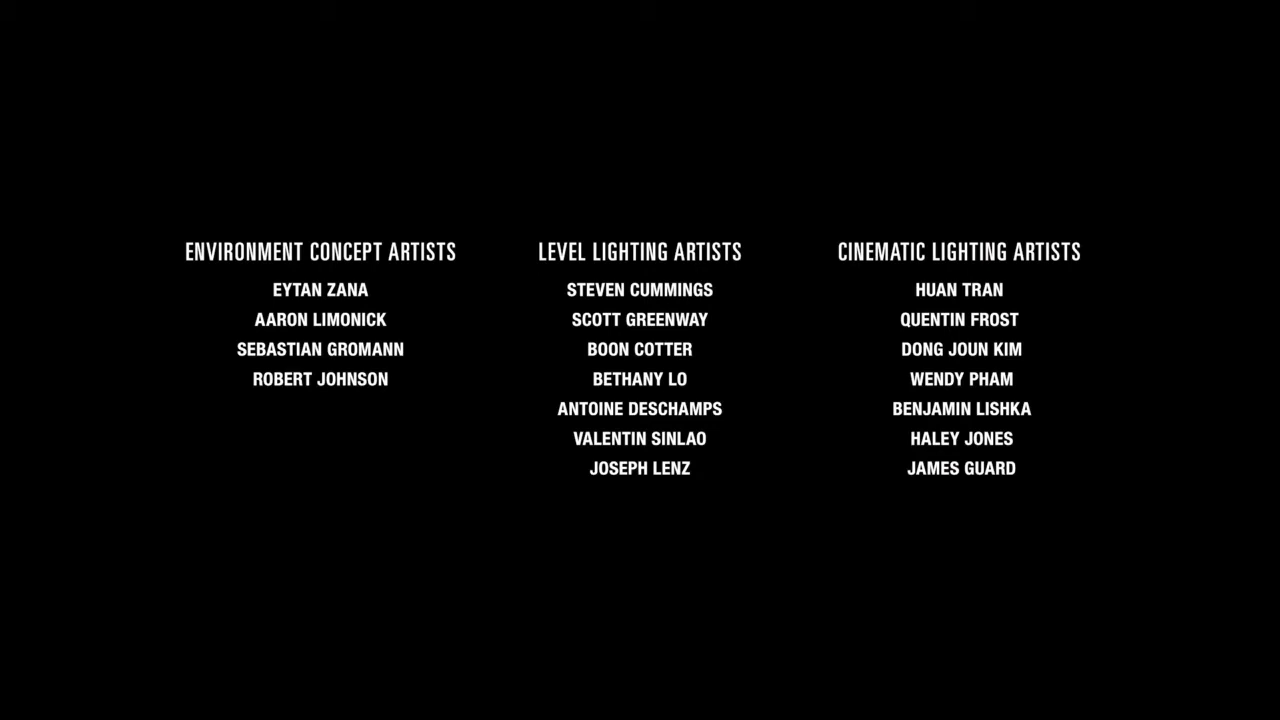 ENVIRONMENT CONCEPT ARTISTS
EYTAN ZANA
AARON LIMONICK
SEBASTIAN GROMANN
ROBERT JOHNSON
LEVEL LIGHTING ARTISTS
STEVEN CUMMINGS
SCOTT GREENWAY
BOON COTTER
BETHANY LO
ANTOINE DESCHAMPS
VALENTIN SINLAO
JOSEPH LENZ
CINEMATIC LIGHTING ARTISTS
HUAN TRAN
QUENTIN FROST
DONG JOUN KIM
WENDY PHAM
BENJAMIN LISHKA
HALEY JONES
JAMES GUARD